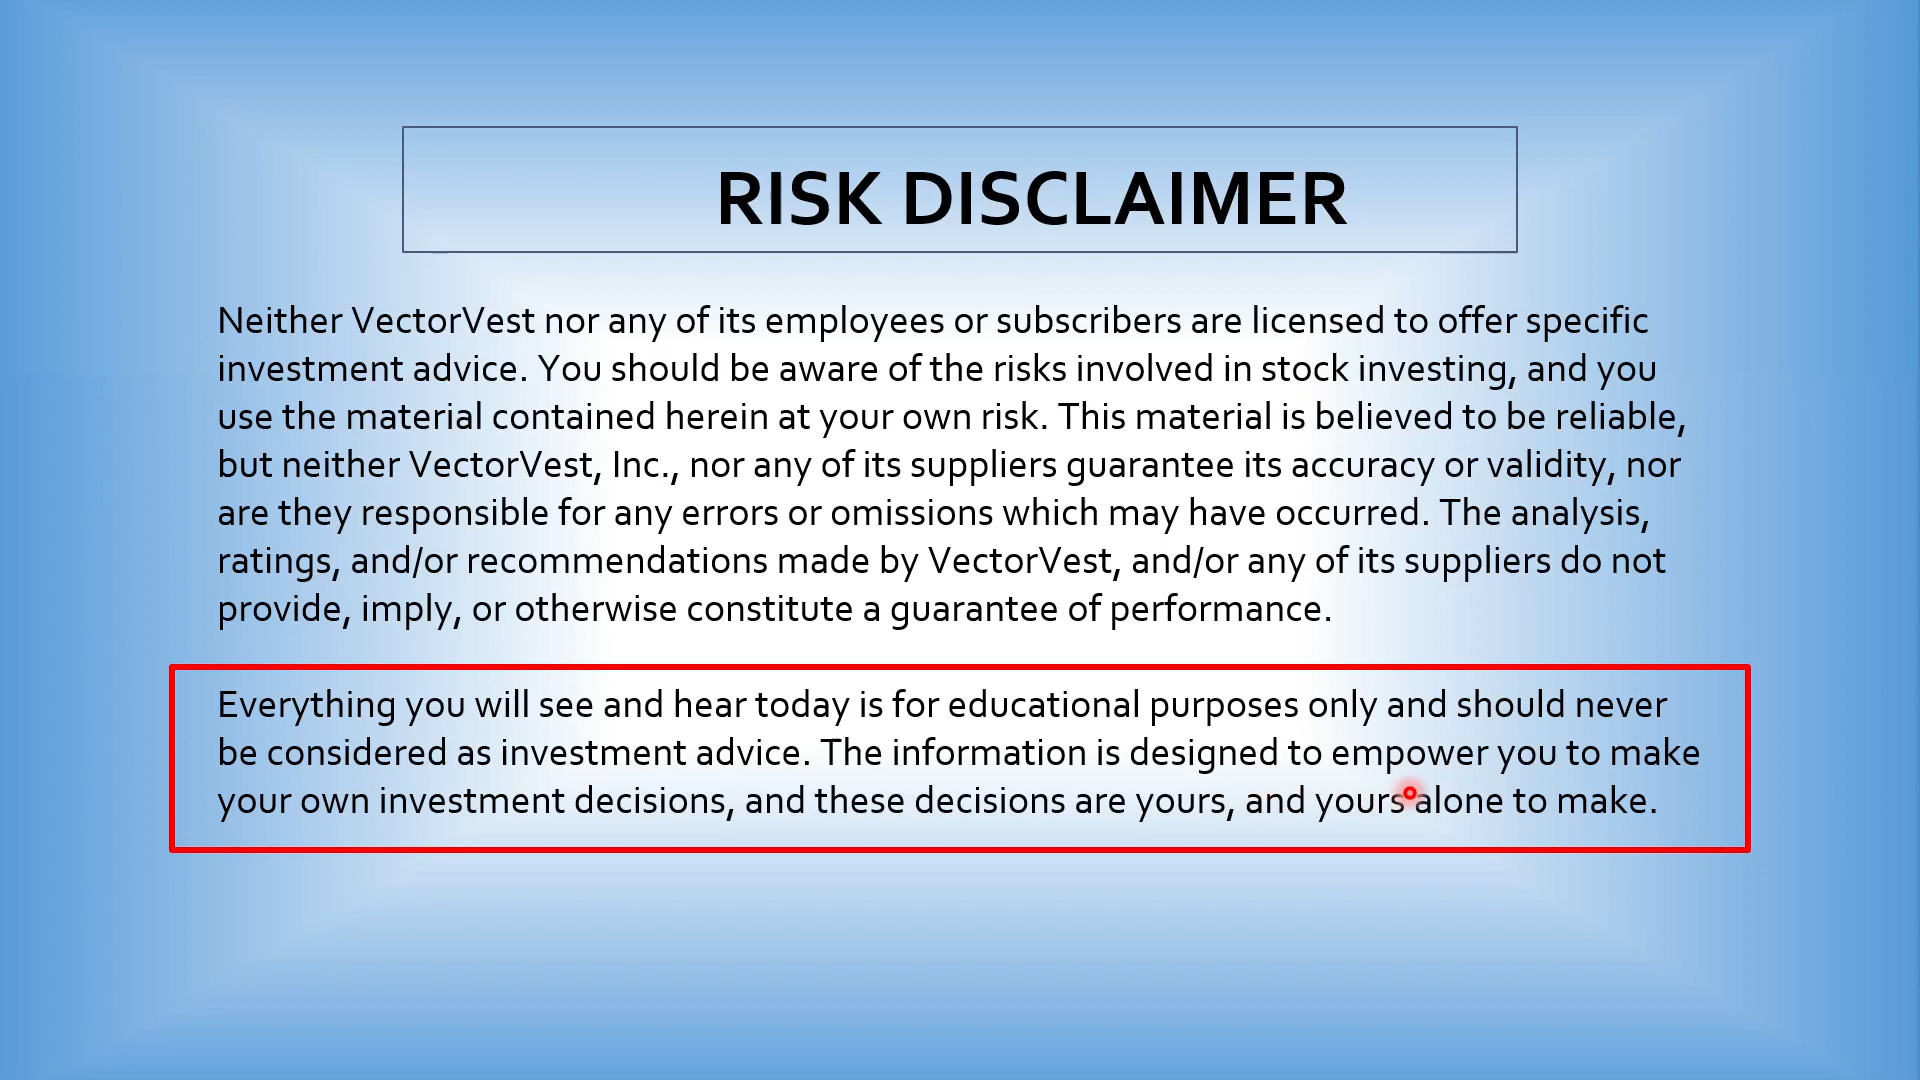 RISK DISCLAIMER
Neither VectorVest nor any of its employees or subscribers are licensed to offer specific
investment advice. You should be aware of the risks involved in stock investing, and you
use the material contained herein at your own risk. This material is believed to be reliable,
but neither VectorVest, Inc., nor any of its suppliers guarantee its accuracy or validity, nor
are they responsible for any errors or omissions which may have occurred. The analysis,
ratings, and/or recommendations made by VectorVest, and/or any of its suppliers do not
provide, imply, or otherwise constitute a guarantee of performance.
Everything you will see and hear today is for educational purposes only and should never
be considered as investment advice. The information is designed to empower you to make
your own investment decisions, and these decisions are yours, and yours alone to make.